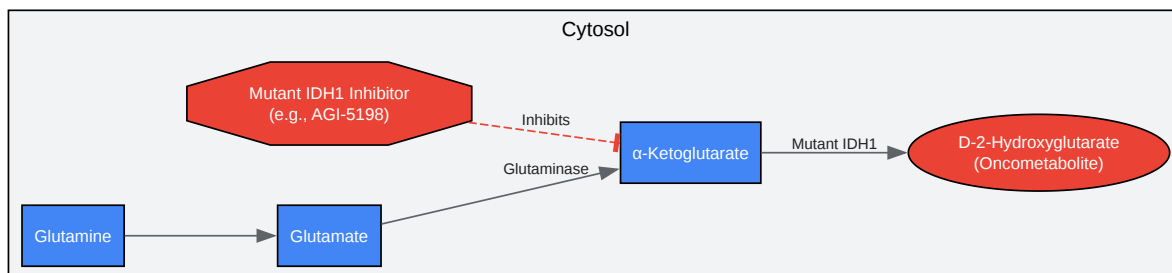 Cytosol
Mutant IDH1 Inhibitor
(e.g., AGI-5198)
Inhibits
α-Ketoglutarate
Mutant IDH1
D-2-Hydroxyglutarate
(Oncometabolite)
Glutaminase
Glutamine
Glutamate